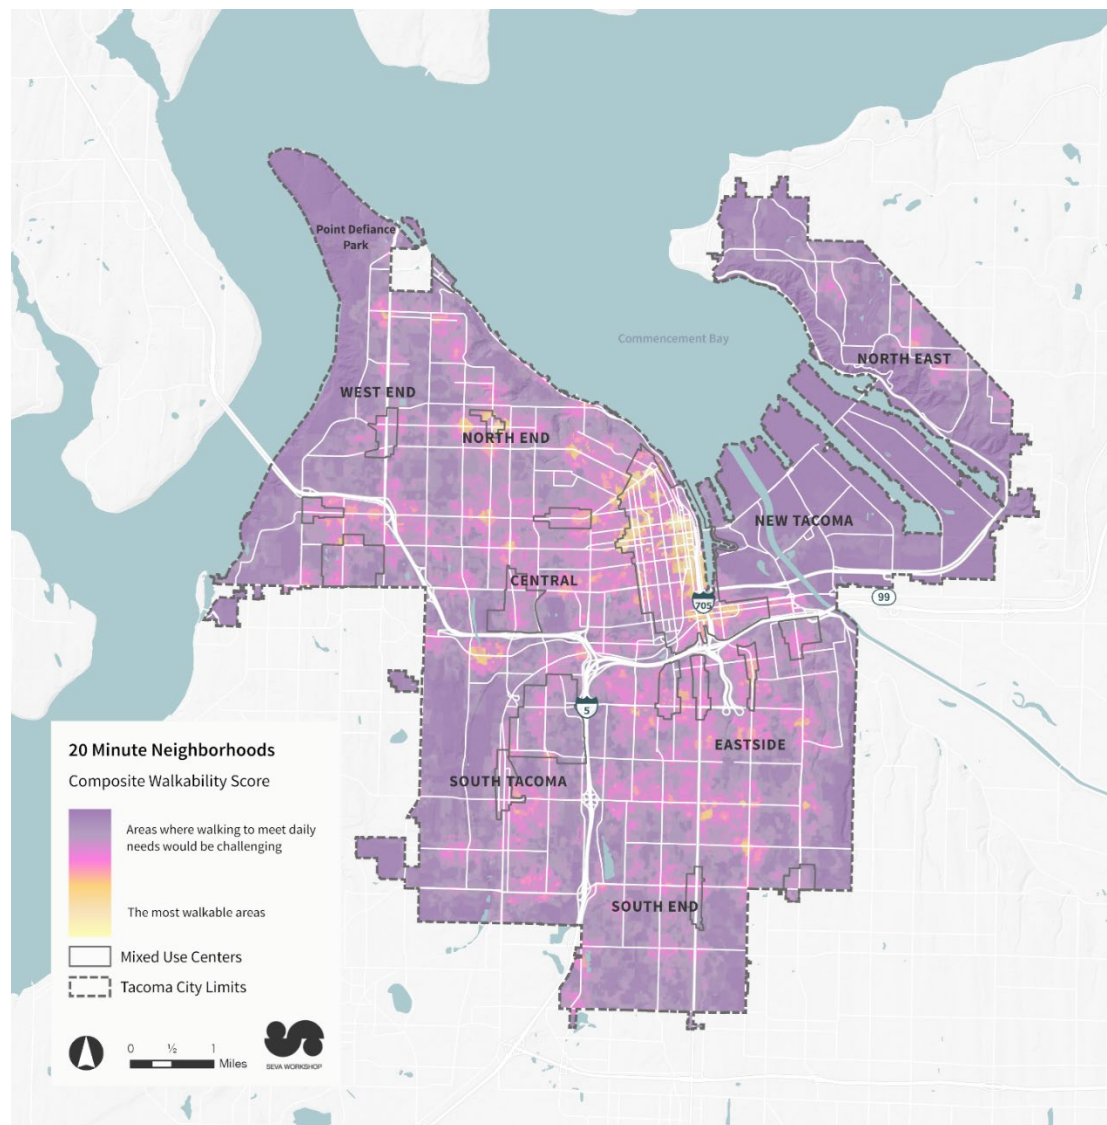 Point Defiance
Park
Commencement Bay
NORTH EAST
WEST END
NORTH END
NEW TACOMA
CENTRAL
705
99
5
EASTSIDE
SOUTH TACOMA
SOUTH END
20 Minute Neighborhoods
Composite Walkability Score
Areas where walking to meet daily
needs would be challenging
The most walkable areas
Mixed Use Centers
Tacoma City Limits
0 ½ 1
Miles
SEVA WORKSHOP